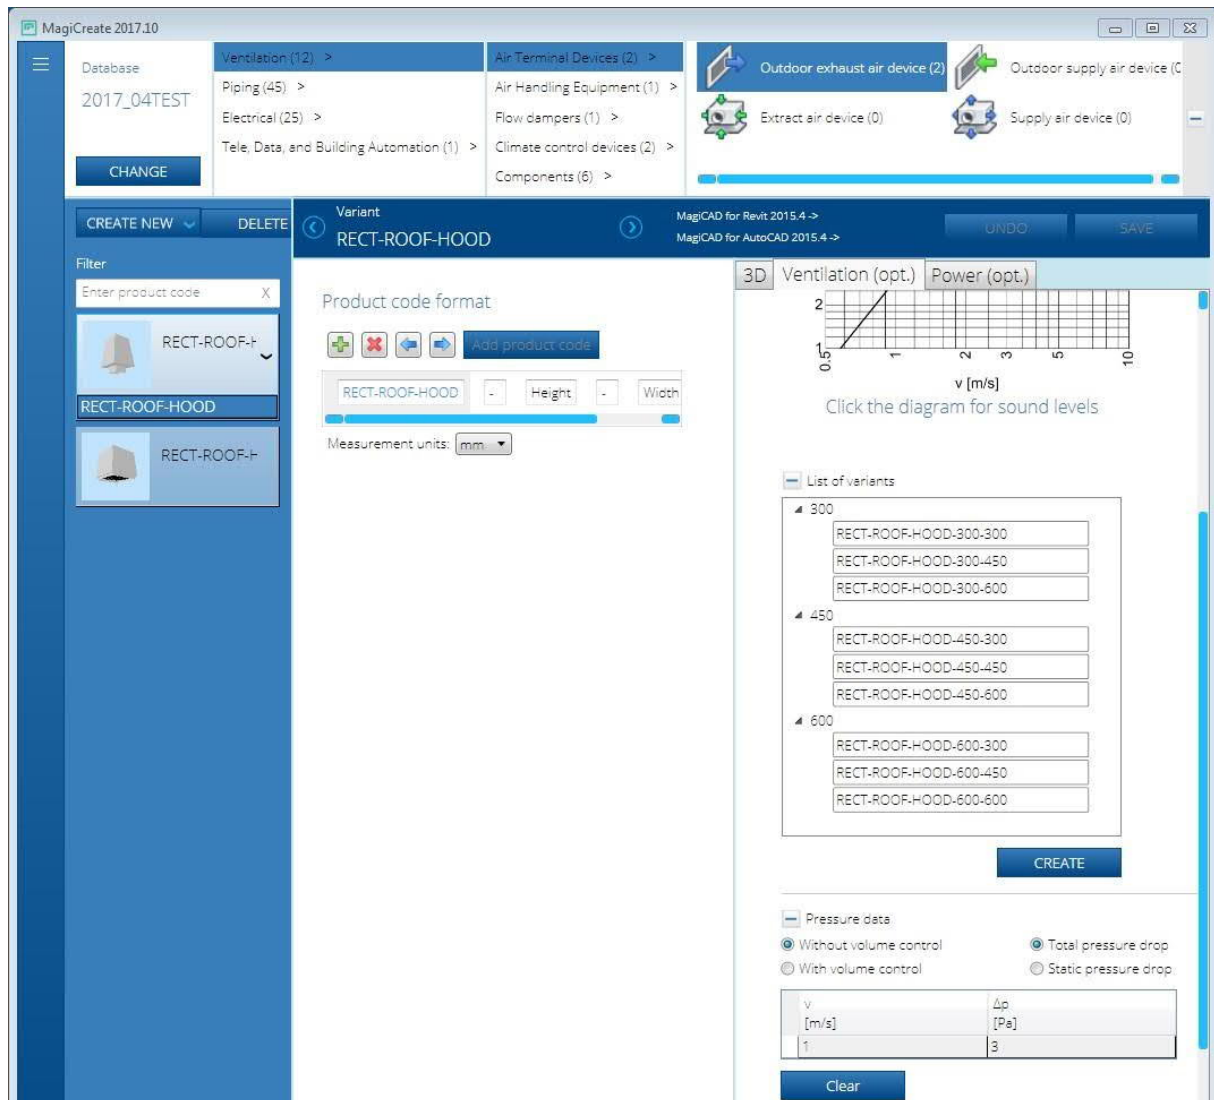 MagiCreate 2017.10
Database
2017_04TEST
CHANGE
Ventilation (12) >
Piping (45) >
Electrical (25) >
Tele, Data, and Building Automation (1) >
Air Terminal Devices (2) >
Air Handling Equipment (1) >
Flow dampers (1) >
Climate control devices (2) >
Components (6) >
Outdoor exhaust air device (2)
Outdoor supply air device (0
Extract air device (0)
Supply air device (0)
CREATE NEW
DELETE
Filter
Enter product code X
RECT-ROOF-H
RECT-ROOF-HOOD
RECT-ROOF-H
Variant
RECT-ROOF-HOOD
MagiCAD for Revit 2015.4 ->
MagiCAD for AutoCAD 2015.4 ->
UNDO
SAVE
Product code format
Add product code
RECT-ROOF-HOOD - Height - Width
Measurement units: mm
3D Ventilation (opt.) Power (opt.)
2
1
0.5 1 2 3 5 10
v [m/s]
Click the diagram for sound levels
List of variants
300
RECT-ROOF-HOOD-300-300
RECT-ROOF-HOOD-300-450
RECT-ROOF-HOOD-300-600
450
RECT-ROOF-HOOD-450-300
RECT-ROOF-HOOD-450-450
RECT-ROOF-HOOD-450-600
600
RECT-ROOF-HOOD-600-300
RECT-ROOF-HOOD-600-450
RECT-ROOF-HOOD-600-600
CREATE
Pressure data
Without volume control Total pressure drop
With volume control Static pressure drop
v Δp
[m/s] [Pa]
1 3
Clear